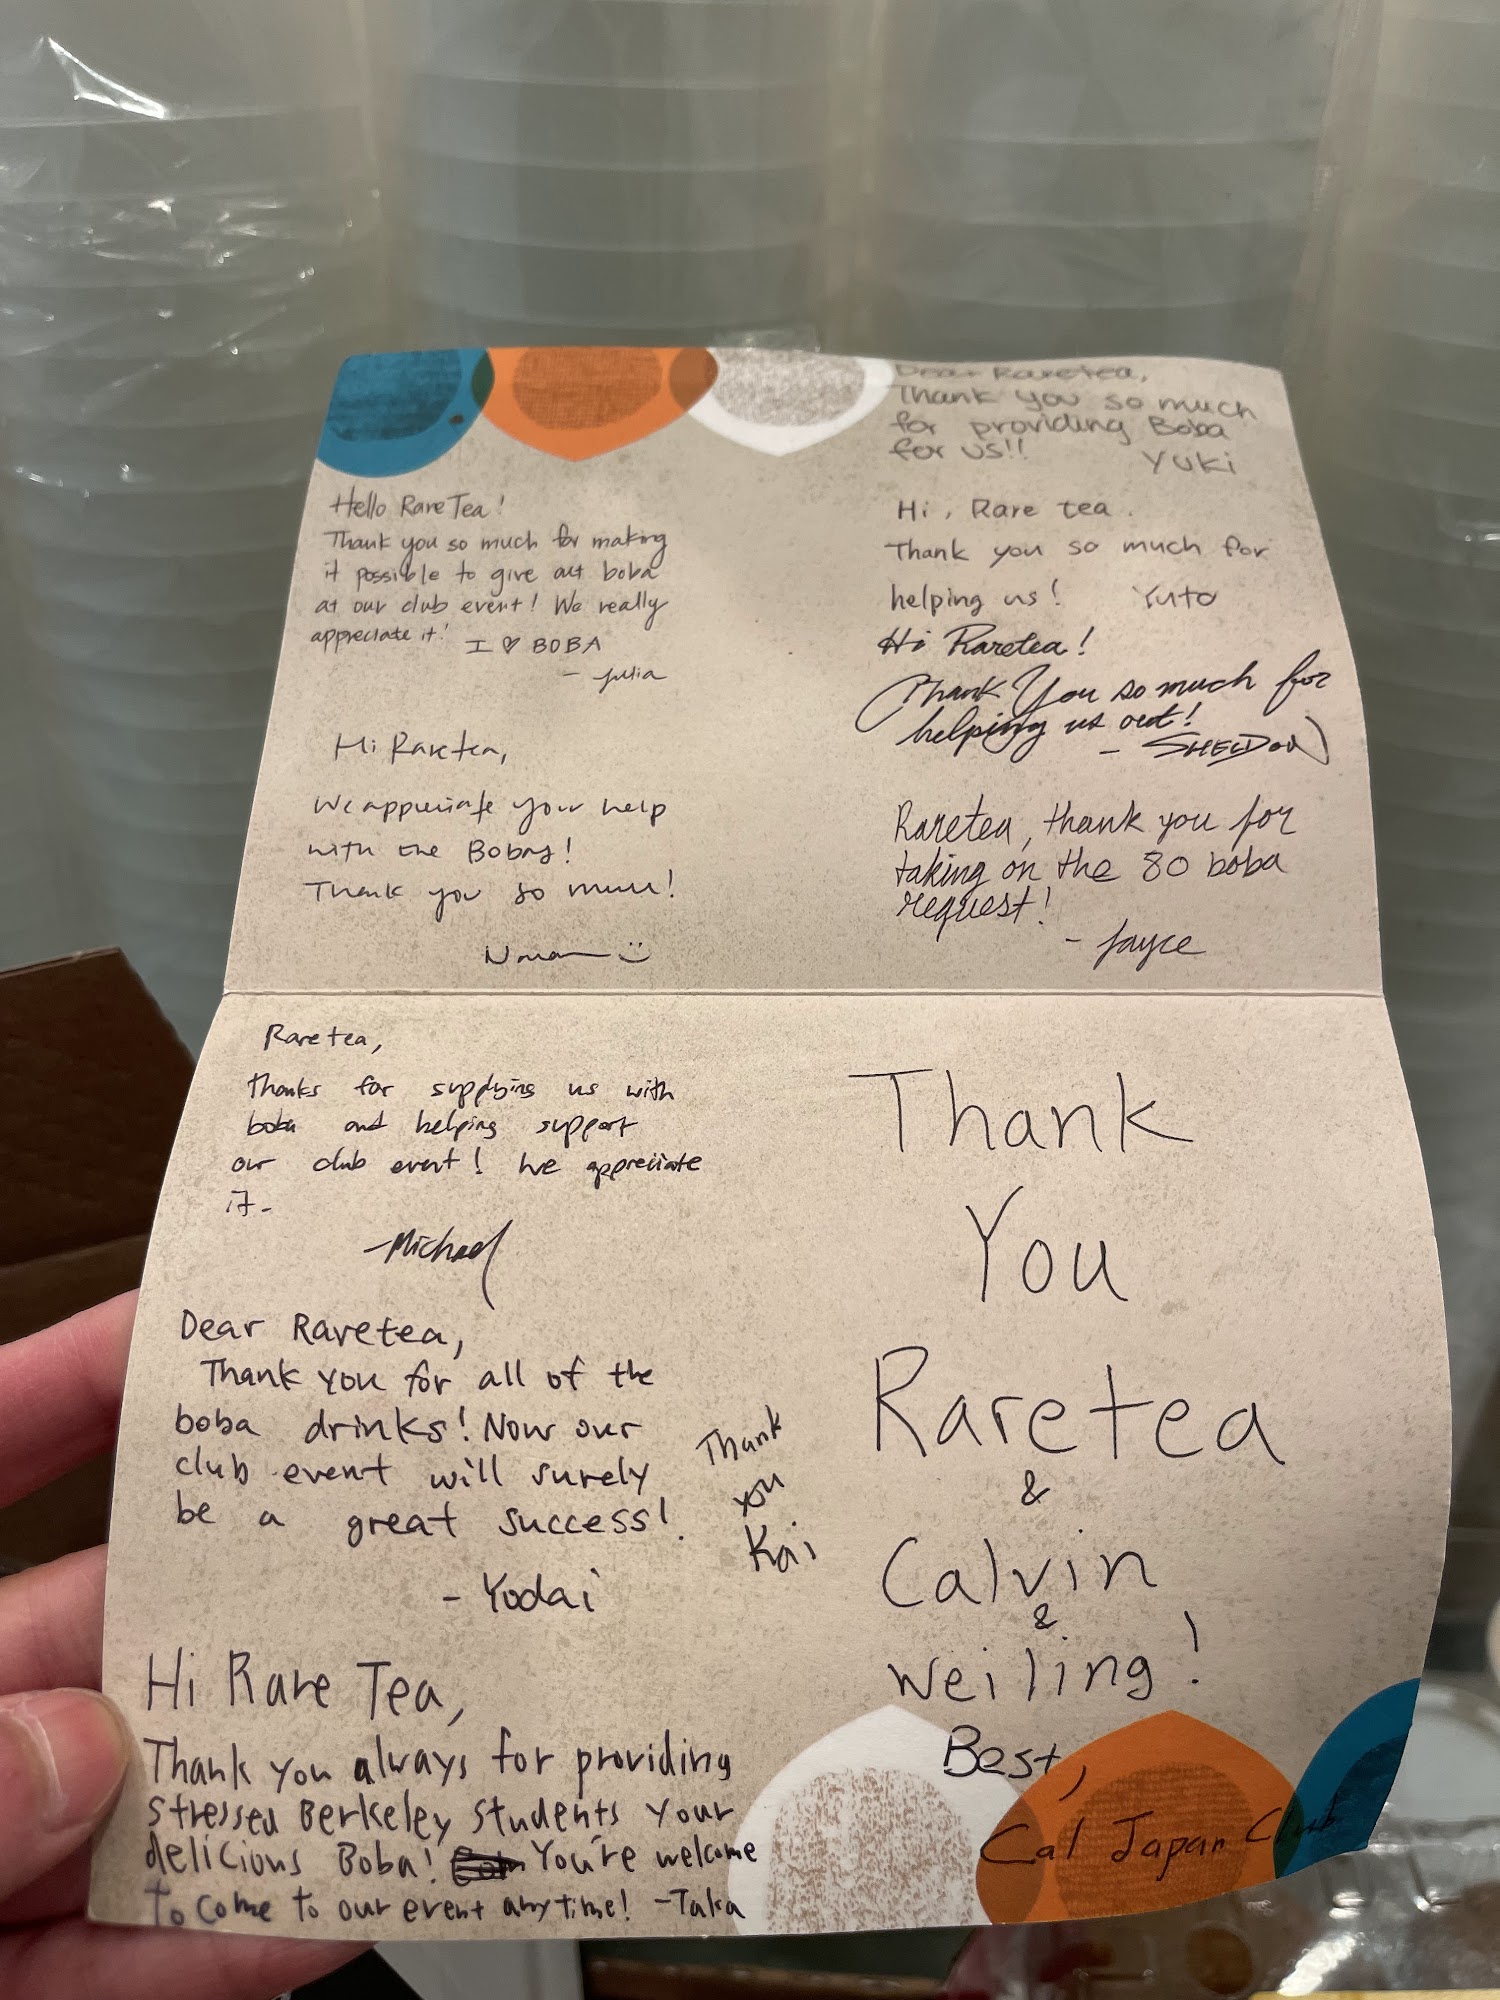 Hello Rare Tea!
Thank you so much for making
it possible to give out boba
at our club event! We really
appreciate it! I ♡ BOBA
- Julia
Hi Raretea,
We appreciate your help
with the Bobas!
Thank you so much!
Dear Raretea,
Thank you so much
for providing Boba
for us!!
Yuki
Hi, Rare tea.
Thank you so much for
helping us! Yuto
Hi Raretea!
Thank You so much for
helping us out!
- SHELDON
Raretea, thank you for
taking on the 80 boba
request!
- Jayce
Raretea,
thanks for supplying us with
boba and helping support
our club event! We appreciate
it-
-Michael
Dear Raretea,
Thank you for all of the
boba drinks! Now our
club event will surely
be a great success!
- Yodai
Thank
you
Kai
Hi Rare Tea,
Thank you always for providing
stressed Berkeley students your
delicious Boba! You're welcome
to come to our event anytime! -Taka
Thank
You
Raretea
&
Calvin
&
Weiling!
Best,
Cal Japan Club